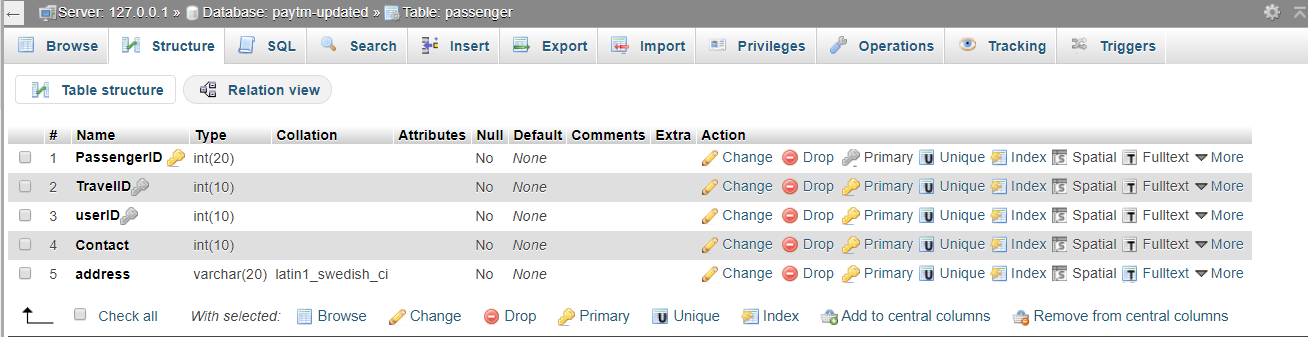 Server: 127.0.0.1 » Database: paytm-updated » Table: passenger
Browse Structure SQL Search Insert Export Import Privileges Operations Tracking Triggers
Table structure Relation view
# Name Type Collation Attributes Null Default Comments Extra Action
1 PassengerID int(20) No None Change Drop Primary Unique Index Spatial Fulltext More
2 TravelID int(10) No None Change Drop Primary Unique Index Spatial Fulltext More
3 userID int(10) No None Change Drop Primary Unique Index Spatial Fulltext More
4 Contact int(10) No None Change Drop Primary Unique Index Spatial Fulltext More
5 address varchar(20) latin1_swedish_ci No None Change Drop Primary Unique Index Spatial Fulltext More
Check all With selected: Browse Change Drop Primary Unique Index Add to central columns Remove from central columns